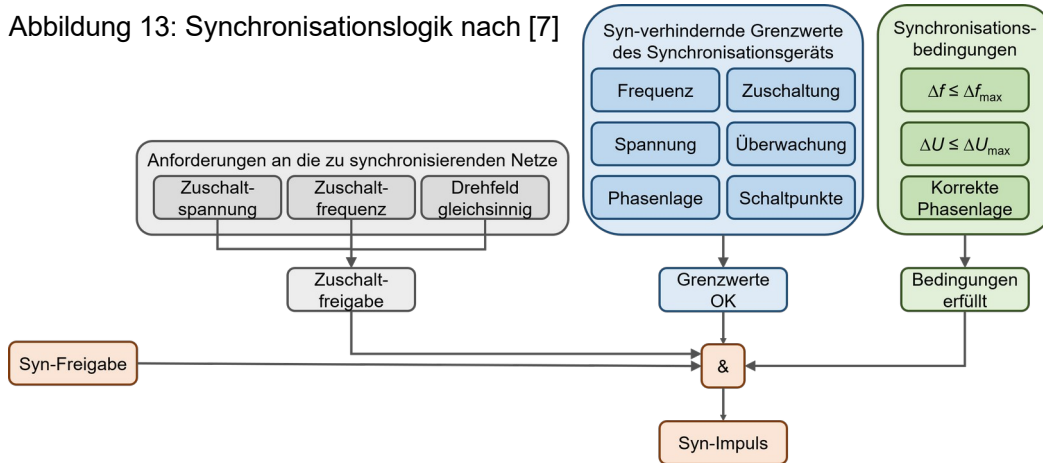 Abbildung 13: Synchronisationslogik nach [7]
Syn-verhindernde Grenzwerte
des Synchronisationsgeräts
Frequenz
Zuschaltung
Spannung
Überwachung
Phasenlage
Schaltpunkte
Synchronisations-
bedingungen
Δf ≤ Δfmax
ΔU ≤ ΔUmax
Korrekte
Phasenlage
Anforderungen an die zu synchronisierenden Netze
Zuschalt-
spannung
Zuschalt-
frequenz
Drehfeld
gleichsinnig
Zuschalt-
freigabe
Grenzwerte
OK
Bedingungen
erfüllt
Syn-Freigabe
&
Syn-Impuls